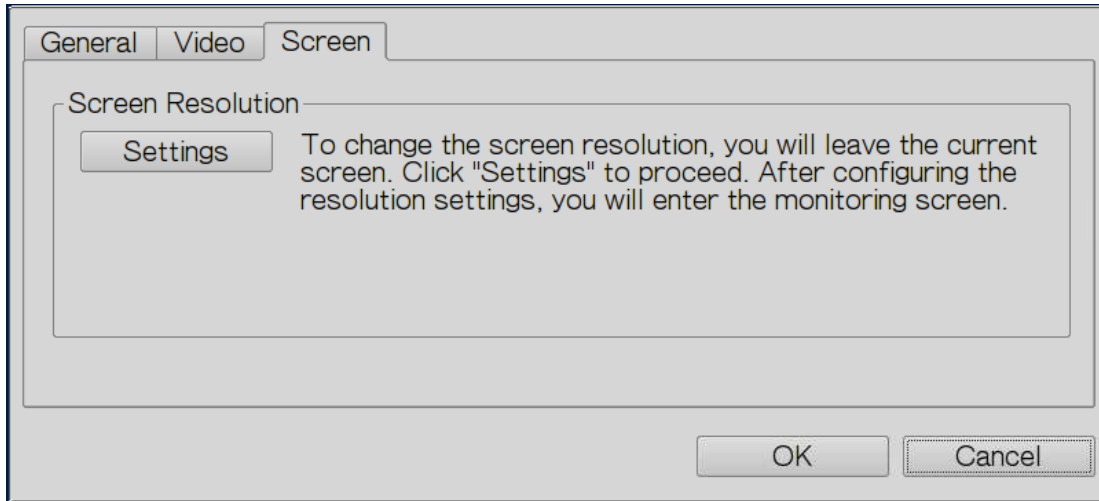 General Video Screen
Screen Resolution
Settings
To change the screen resolution, you will leave the current
screen. Click "Settings" to proceed. After configuring the
resolution settings, you will enter the monitoring screen.
OK Cancel